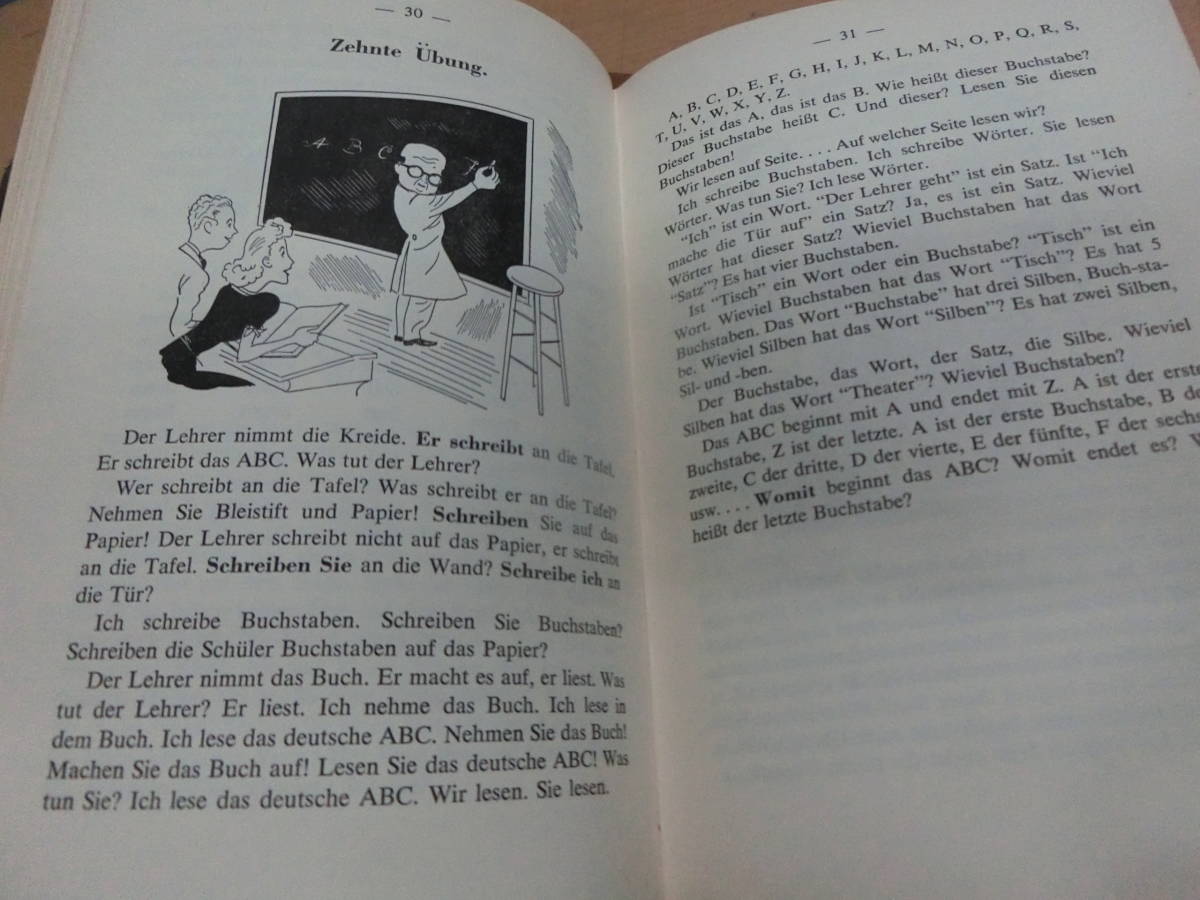 — 30 —
Zehnte Übung.
A B C
Der Lehrer nimmt die Kreide. Er schreibt an die Tafel.
Er schreibt das ABC. Was tut der Lehrer?
Wer schreibt an die Tafel? Was schreibt er an die Tafel?
Nehmen Sie Bleistift und Papier! Schreiben Sie auf das
Papier! Der Lehrer schreibt nicht auf das Papier, er schreibt
an die Tafel. Schreiben Sie an die Wand? Schreibe ich an
die Tür?
Ich schreibe Buchstaben. Schreiben Sie Buchstaben?
Schreiben die Schüler Buchstaben auf das Papier?
Der Lehrer nimmt das Buch. Er macht es auf, er liest. Was
tut der Lehrer? Er liest. Ich nehme das Buch. Ich lese in
dem Buch. Ich lese das deutsche ABC. Nehmen Sie das Buch!
Machen Sie das Buch auf! Lesen Sie das deutsche ABC! Was
tun Sie? Ich lese das deutsche ABC. Wir lesen. Sie lesen.
— 31 —
A, B, C, D, E, F, G, H, I, J, K, L, M, N, O, P, Q, R, S,
T, U, V, W, X, Y, Z.
Das ist das A, das ist das B. Wie heißt dieser Buchstabe?
Dieser Buchstabe heißt C. Und dieser? Lesen Sie diesen
Buchstaben!
Wir lesen auf Seite. . . . Auf welcher Seite lesen wir?
Ich schreibe Buchstaben. Ich schreibe Wörter. Sie lesen
Wörter. Was tun Sie? Ich lese Wörter.
"Ich" ist ein Wort. "Der Lehrer geht" ist ein Satz. Ist "Ich
mache die Tür auf" ein Satz? Ja, es ist ein Satz. Wieviel
Wörter hat dieser Satz? Wieviel Buchstaben hat das Wort
"Satz"? Es hat vier Buchstaben.
Ist "Tisch" ein Wort oder ein Buchstabe? "Tisch" ist ein
Wort. Wieviel Buchstaben hat das Wort "Tisch"? Es hat 5
Buchstaben. Das Wort "Buchstabe" hat drei Silben, Buch-sta-
be. Wieviel Silben hat das Wort "Silben"? Es hat zwei Silben,
Sil- und -ben.
Der Buchstabe, das Wort, der Satz, die Silbe. Wieviel
Silben hat das Wort "Theater"? Wieviel Buchstaben?
Das ABC beginnt mit A und endet mit Z. A ist der erste
Buchstabe, Z ist der letzte. A ist der erste Buchstabe, B
zweite, C der dritte, D der vierte, E der fünfte, F der
usw. . . . Womit beginnt das ABC? Womit endet es?
heißt der letzte Buchstabe?